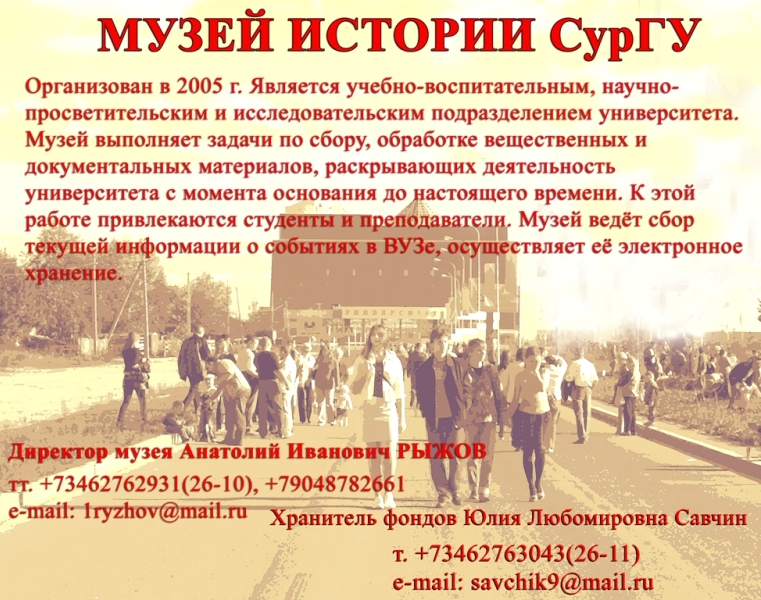 МУЗЕЙ ИСТОРИИ СурГУ
Организован в 2005 г. Является учебно-воспитательным, научно-
просветительским и исследовательским подразделением университета.
Музей выполняет задачи по сбору, обработке вещественных и
документальных материалов, раскрывающих деятельность
университета с момента основания до настоящего времени. К этой
работе привлекаются студенты и преподаватели. Музей ведёт сбор
текущей информации о событиях в ВУЗе, осуществляет её электронное
хранение.
Директор музея Анатолий Иванович РЫЖОВ
тт. +73462762931(26-10), +79048782661
e-mail: 1ryzhov@mail.ru
Хранитель фондов Юлия Любомировна Савчин
т. +73462763043(26-11)
e-mail: savchik9@mail.ru